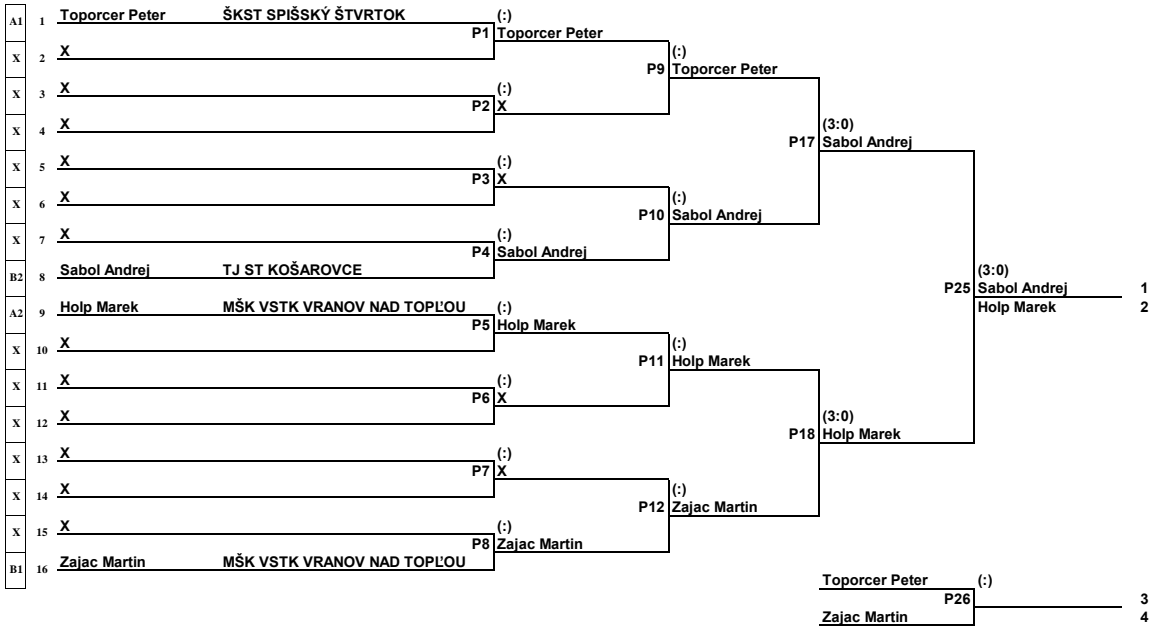 A1 1 Toporcer Peter ŠKST SPIŠSKÝ ŠTVRTOK (:)
P1 Toporcer Peter
X 2 X (:)
P9 Toporcer Peter
X 3 X (:)
P2 X
X 4 X (3:0)
P17 Sabol Andrej
X 5 X (:)
P3 X
X 6 X (:)
P10 Sabol Andrej
X 7 X (:)
P4 Sabol Andrej
B2 8 Sabol Andrej TJ ST KOŠAROVCE (3:0)
P25 Sabol Andrej 1
A2 9 Holp Marek MŠK VSTK VRANOV NAD TOPĽOU (:) Holp Marek 2
P5 Holp Marek
X 10 X (:)
P11 Holp Marek
X 11 X (:)
P6 X
X 12 X (3:0)
P18 Holp Marek
X 13 X (:)
P7 X
X 14 X (:)
P12 Zajac Martin
X 15 X (:)
P8 Zajac Martin
B1 16 Zajac Martin MŠK VSTK VRANOV NAD TOPĽOU
Toporcer Peter (:)
P26 3
Zajac Martin 4